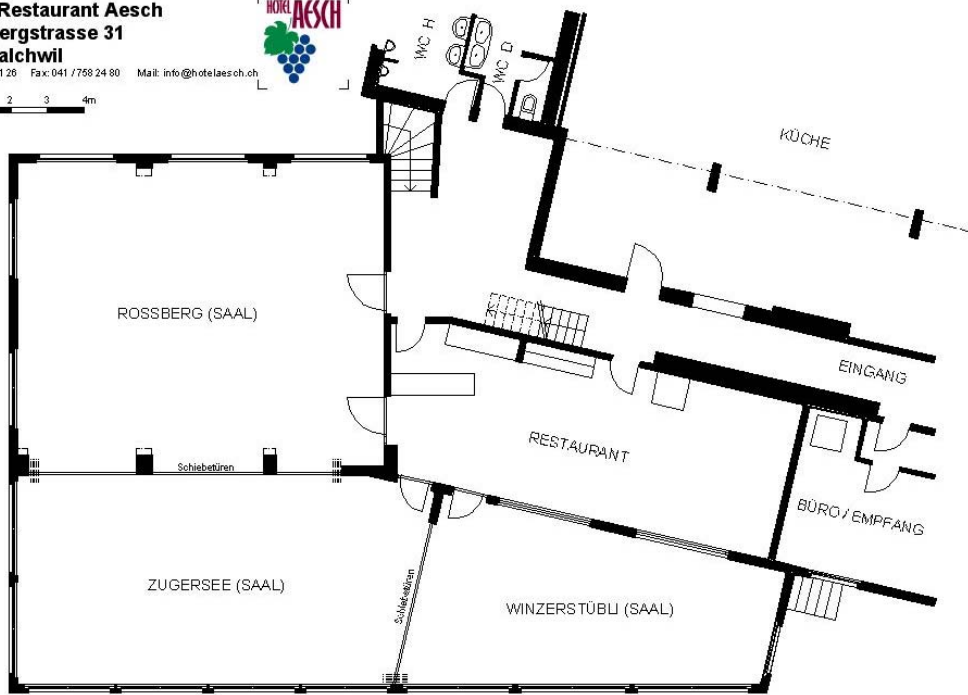 Restaurant Aesch
ergstrasse 31
alchwil
1 26 Fax: 041 / 758 24 80 Mail: info@hotelaesch.ch
HOTEL AESCH
2 3 4m
WC H
WC D
KÜCHE
ROSSBERG (SAAL)
EINGANG
RESTAURANT
Schiebetüren
BÜRO / EMPFANG
ZUGERSEE (SAAL)
Schiebetüren
WINZERSTÜBLI (SAAL)